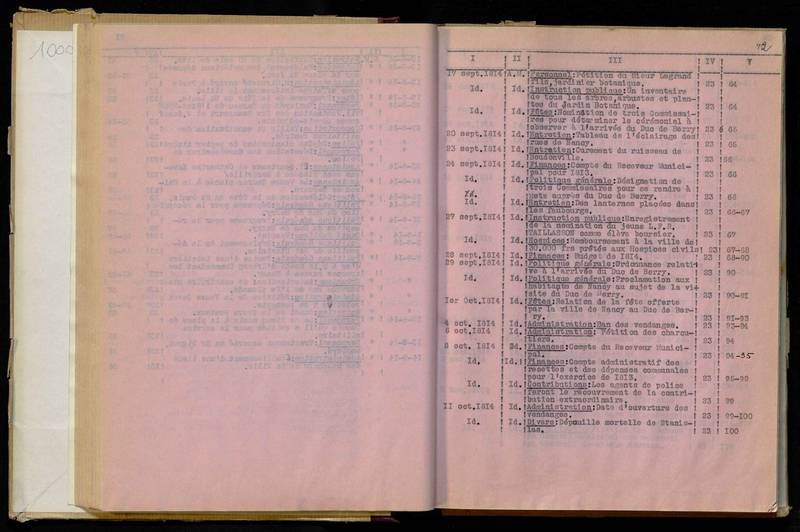 1000
72
I II III IV V
17 sept.1814 A.M. Personnel:Pétition du Sieur Legrand
fils,jardinier botaniste. 23 64
Id. Id. Instruction publique:Un inventaire
de tous les arbres,arbustes et plan-
tes du Jardin Botanique. 23 64
Id. Id. Fêtes:Nomination de trois Commissai-
res pour déterminer le cérémonial à
observer à l'arrivée du Duc de Berry 23 65
20 sept.1814 Id. Entretien:Tableau de l'éclairage des
rues de Nancy. 23 66
23 sept.1814 Id. Entretien:Curement du ruisseau de
Boudonville. 23 66
24 sept.1814 Id. Finances:Compte du Receveur Munici-
pal pour 1813. 23 66
Id. Id. Politique générale:Désignation de
trois Commissaires pour se rendre à
Metz auprès du Duc de Berry. 23 66
Id. Id. Entretien:Des lanternes placées dans
les faubourgs. 23 66-67
27 sept.1814 Id. Instruction publique:Enregistrement
de la nomination du jeune L.F.R.
TAILLASSON comme élève boursier. 23 67
Id. Id. Hospices:Remboursement à la ville de
30.000 frs prêtés aux Hospices civils 23 67-68
28 sept.1814 Id. Finances: Budget de 1814. 23 68-90
29 sept.1814 Id. Politique générale:Ordonnance relati-
ve à l'arrivée du Duc de Berry. 23 90
Id. Id. Politique générale:Proclamation aux
habitants de Nancy au sujet de la vi-
site du Duc de Berry. 23 90-91
1er Oct.1814 Id. Fêtes:Relation de la fête offerte
par la ville de Nancy au Duc de Ber-
ry. 23 91-93
4 oct. 1814 Id. Administration:Ban des vendanges. 23 93-94
6 oct.1814 Id. Administration: Pétition des charcu-
tiers. 23 94
8 oct. 1814 Id. Finances:Compte du Receveur Munici-
pal. 23 94-95
Id. Id. Finances:Compte administratif des
recettes et des dépenses communales
pour l'exercice de 1813. 23 95-99
Id. Id. Contributions:Les agents de police
feront le recouvrement de la contri-
bution extraordinaire. 23 99
11 oct.1814 Id. Administration:Date d'ouverture des
vendanges. 23 99-100
Id. Id. Divers:Dépouille mortelle de Stanis-
las. 23 100